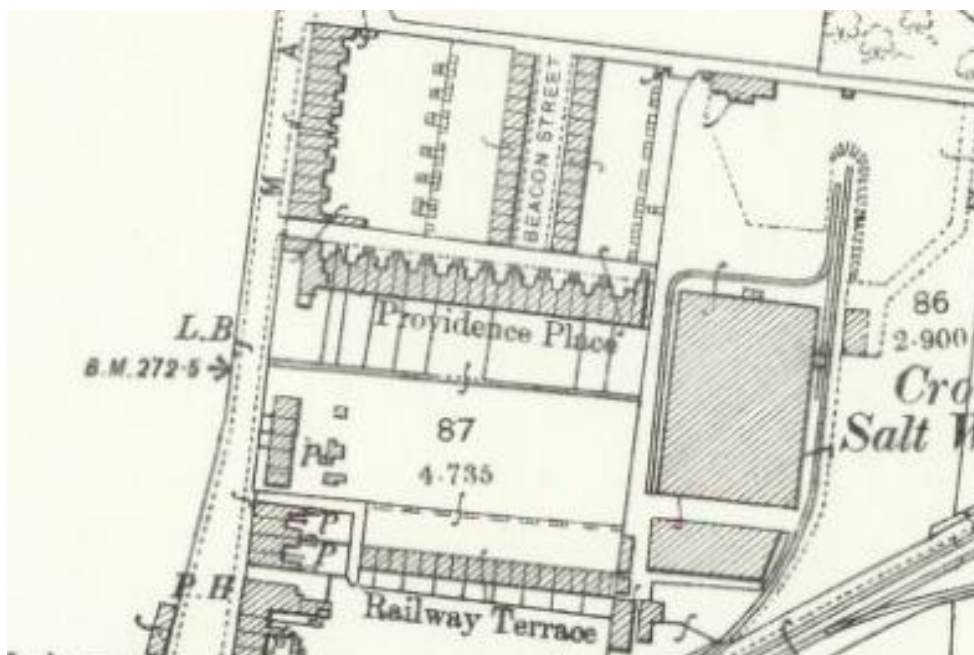 A
M
BEACON STREET
Providence Place
L.B
B.M. 272·5
86
2·900
Cro
Salt W
87
4·735
P
P
P
P.H
Railway Terrace